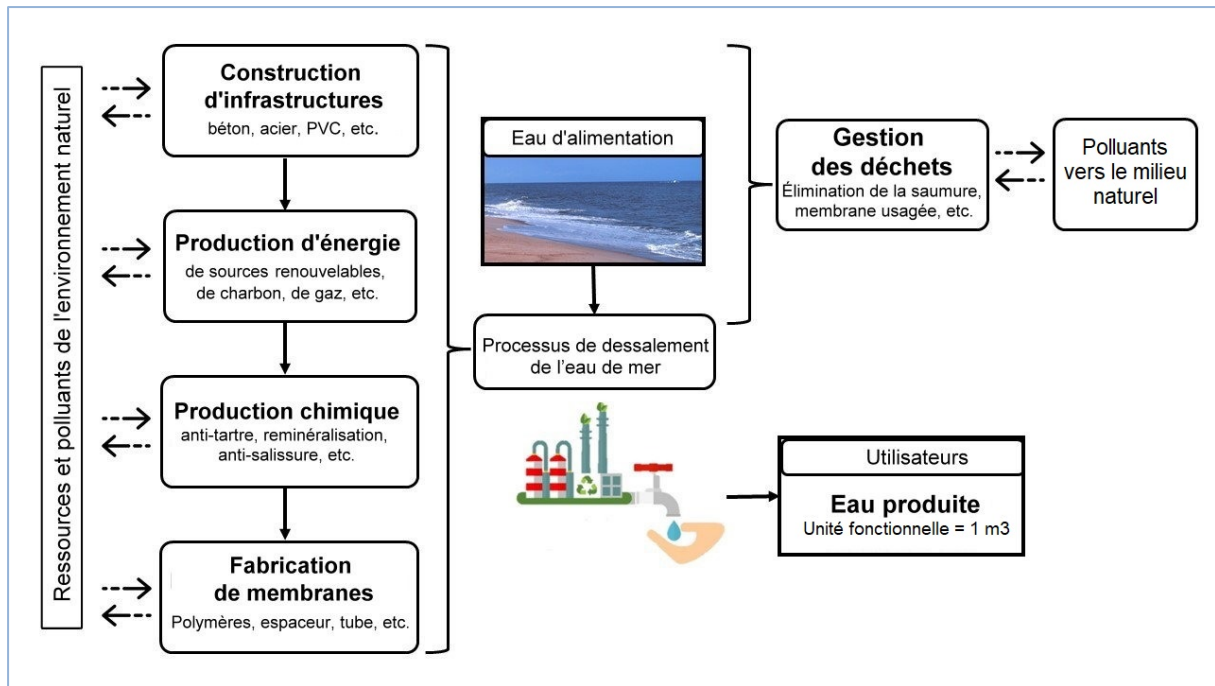 Ressources et polluants de l'environnement naturel
Construction
d'infrastructures
béton, acier, PVC, etc.
Production d'énergie
de sources renouvelables,
de charbon, de gaz, etc.
Production chimique
anti-tartre, reminéralisation,
anti-salissure, etc.
Fabrication
de membranes
Polymères, espaceur, tube, etc.
Eau d'alimentation
Processus de dessalement
de l'eau de mer
Gestion
des déchets
Élimination de la saumure,
membrane usagée, etc.
Polluants
vers le milieu
naturel
Utilisateurs
Eau produite
Unité fonctionnelle = 1 m3